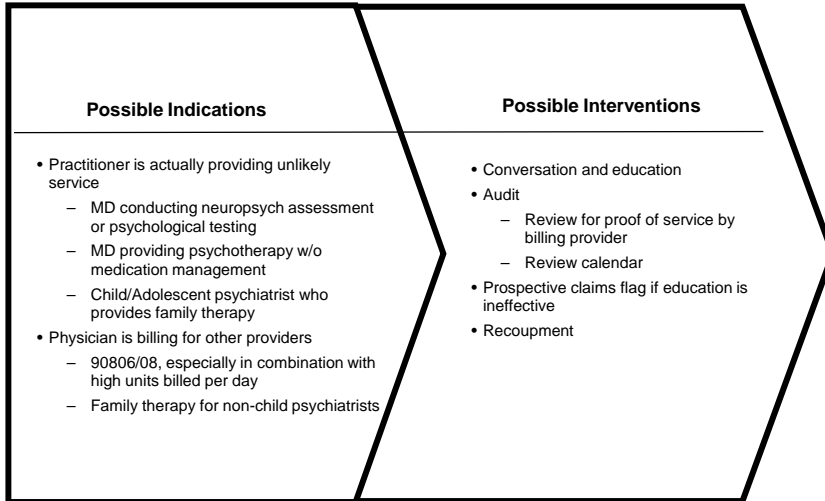 Possible Indications
• Practitioner is actually providing unlikely
service
– MD conducting neuropsych assessment
or psychological testing
– MD providing psychotherapy w/o
medication management
– Child/Adolescent psychiatrist who
provides family therapy
• Physician is billing for other providers
– 90806/08, especially in combination with
high units billed per day
– Family therapy for non-child psychiatrists
Possible Interventions
• Conversation and education
• Audit
– Review for proof of service by
billing provider
– Review calendar
• Prospective claims flag if education is
ineffective
• Recoupment